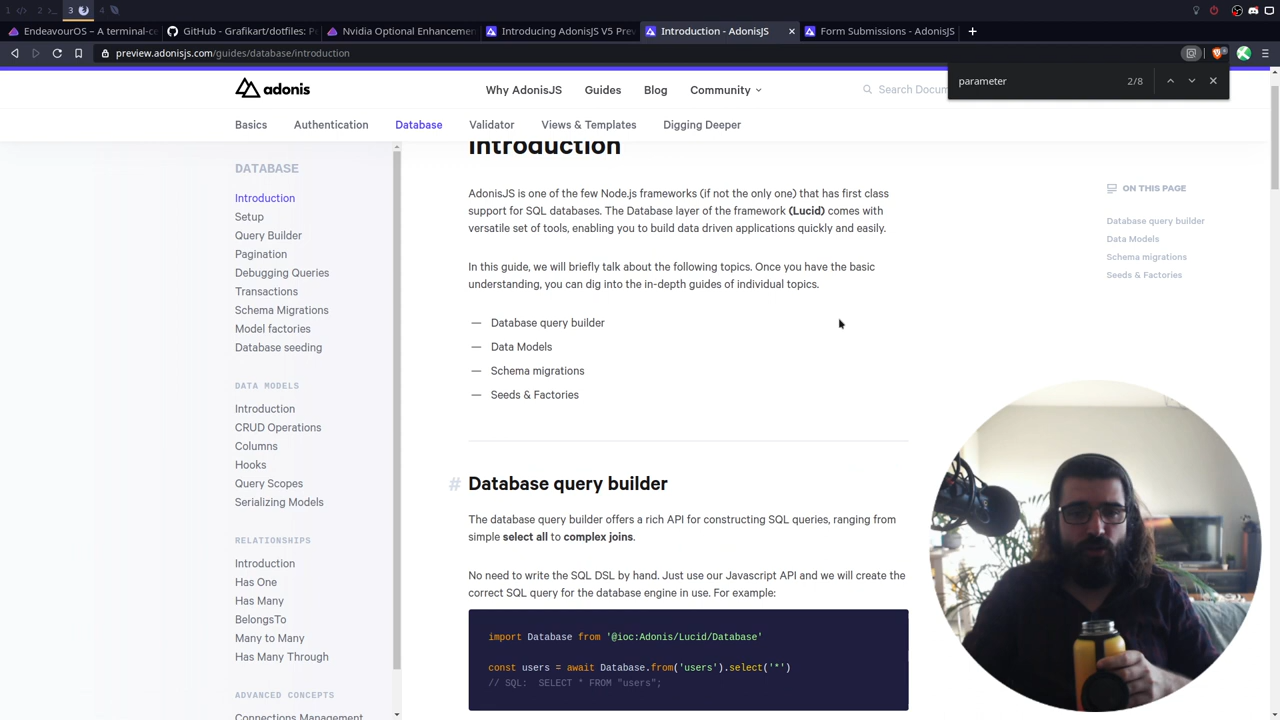 1 </> 2 >_ 3 4
EndeavourOS – A terminal-ce
GitHub - Grafikart/dotfiles: P
Nvidia Optional Enhancemen
Introducing AdonisJS V5 Prev
Introduction - AdonisJS
Form Submissions - AdonisJS
preview.adonisjs.com/guides/database/introduction
parameter 2/8
adonis
Why AdonisJS Guides Blog Community
Search Docum
Basics Authentication Database Validator Views & Templates Digging Deeper
DATABASE
Introduction
Setup
Query Builder
Pagination
Debugging Queries
Transactions
Schema Migrations
Model factories
Database seeding
DATA MODELS
Introduction
CRUD Operations
Columns
Hooks
Query Scopes
Serializing Models
RELATIONSHIPS
Introduction
Has One
Has Many
BelongsTo
Many to Many
Has Many Through
ADVANCED CONCEPTS
Connections Management
Introduction
AdonisJS is one of the few Node.js frameworks (if not the only one) that has first class
support for SQL databases. The Database layer of the framework (Lucid) comes with
versatile set of tools, enabling you to build data driven applications quickly and easily.
In this guide, we will briefly talk about the following topics. Once you have the basic
understanding, you can dig into the in-depth guides of individual topics.
— Database query builder
— Data Models
— Schema migrations
— Seeds & Factories
# Database query builder
The database query builder offers a rich API for constructing SQL queries, ranging from
simple select all to complex joins.
No need to write the SQL DSL by hand. Just use our Javascript API and we will create the
correct SQL query for the database engine in use. For example:
import Database from '@ioc:Adonis/Lucid/Database'
const users = await Database.from('users').select('*')
// SQL: SELECT * FROM "users";
ON THIS PAGE
Database query builder
Data Models
Schema migrations
Seeds & Factories